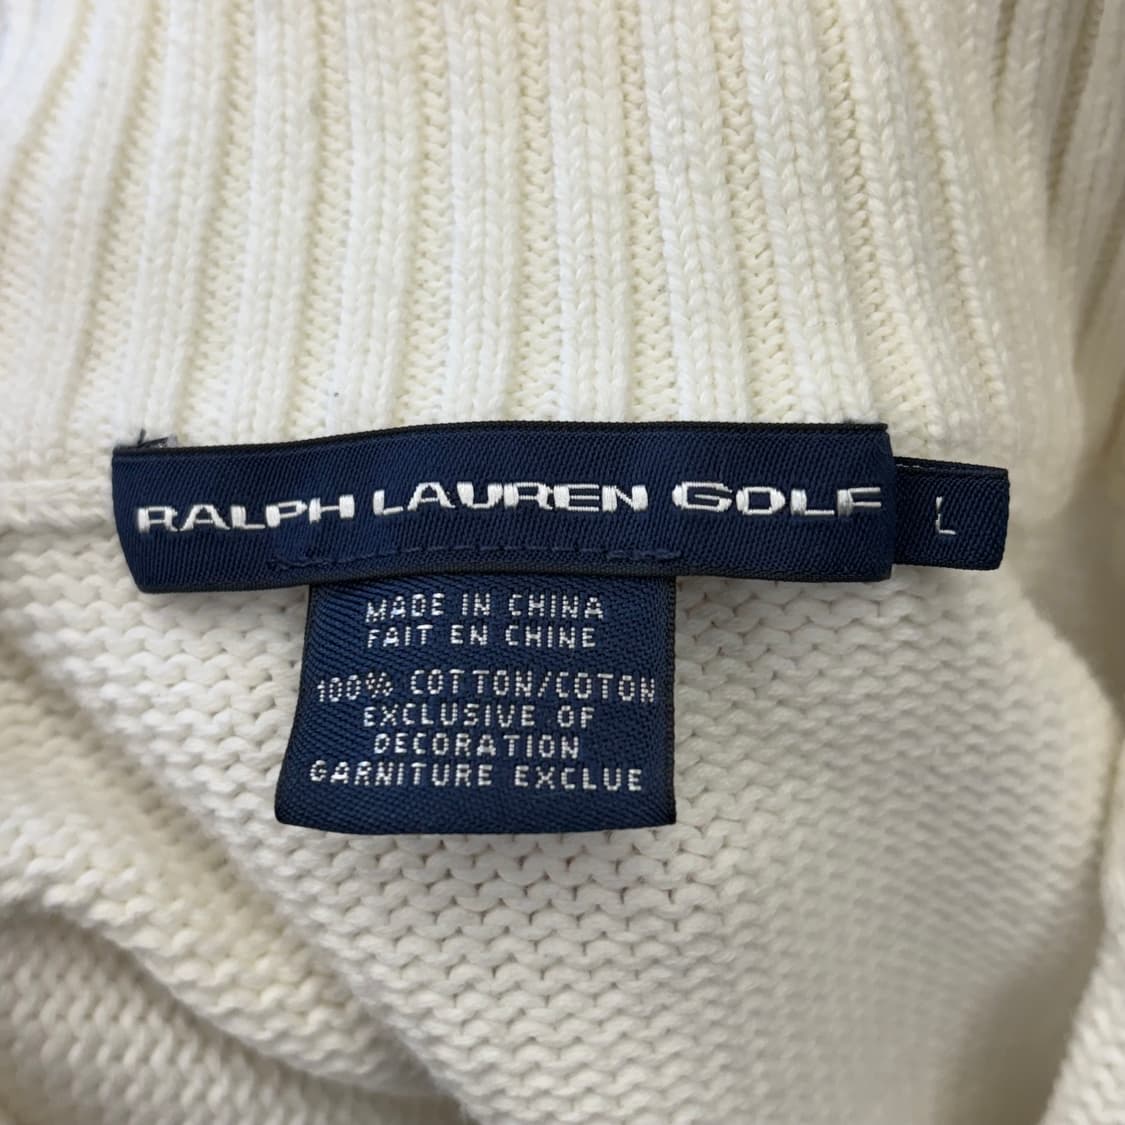 RALPH LAUREN GOLF
L
MADE IN CHINA
FAIT EN CHINE
100% COTTON/COTON
EXCLUSIVE OF
DECORATION
GARNITURE EXCLUE